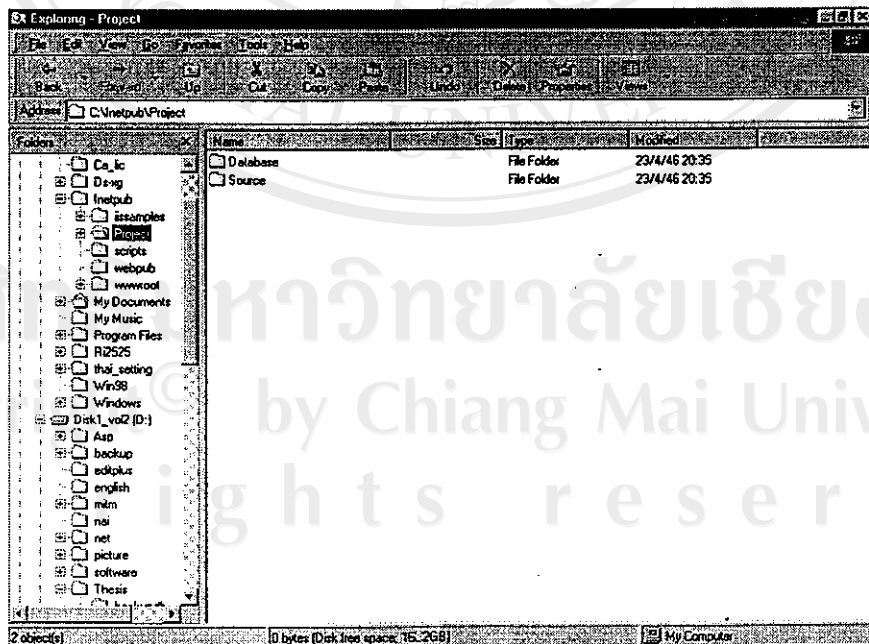 Exploring - Project
File Edit View Go Favorites Tools Help
Back Forward Up Cut Copy Paste Undo Delete Properties Views
Address C:\Inetpub\Project
Folders
Name Size Type Modified
Database File Folder 23/4/46 20:35
Source File Folder 23/4/46 20:35
Ca_lic
Ds-xg
Inetpub
iissamples
Project
scripts
webpub
wwwroot
My Documents
My Music
Program Files
Ri2525
thai_setting
Win98
Windows
Disk1_vol2 (D:)
Asp
backup
editplus
english
milm
nai
net
picture
software
Thesis
2 object(s) 0 bytes (Disk free space: 16.2GB) My Computer
AI UNIVE
หาวิทยาลัยเชีย
by Chiang Mai Univ
ights reser